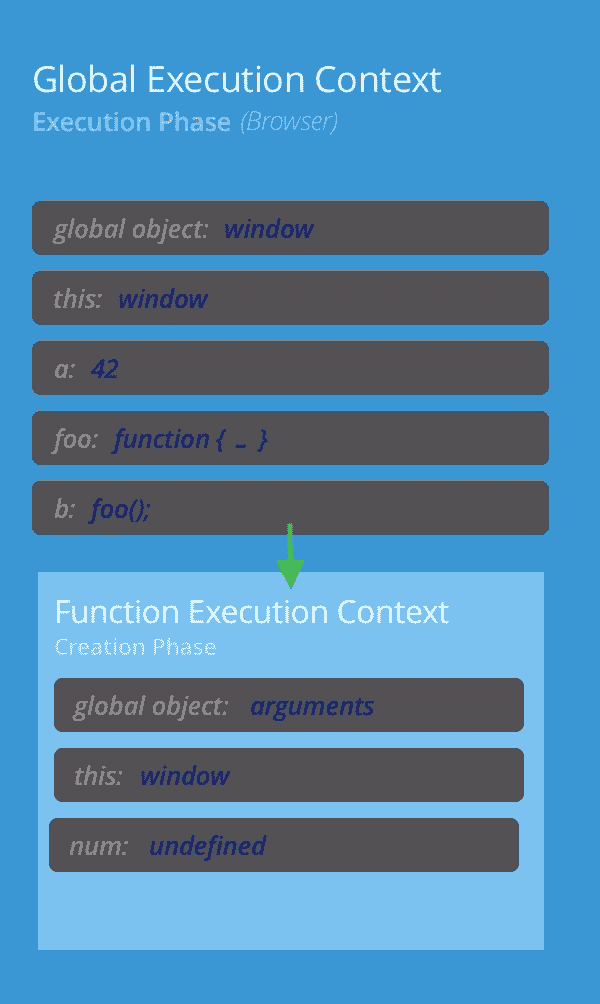 Global Execution Context
Execution Phase (Browser)
global object: window
this: window
a: 42
foo: function { … }
b: foo();
Function Execution Context
Creation Phase
global object: arguments
this: window
num: undefined